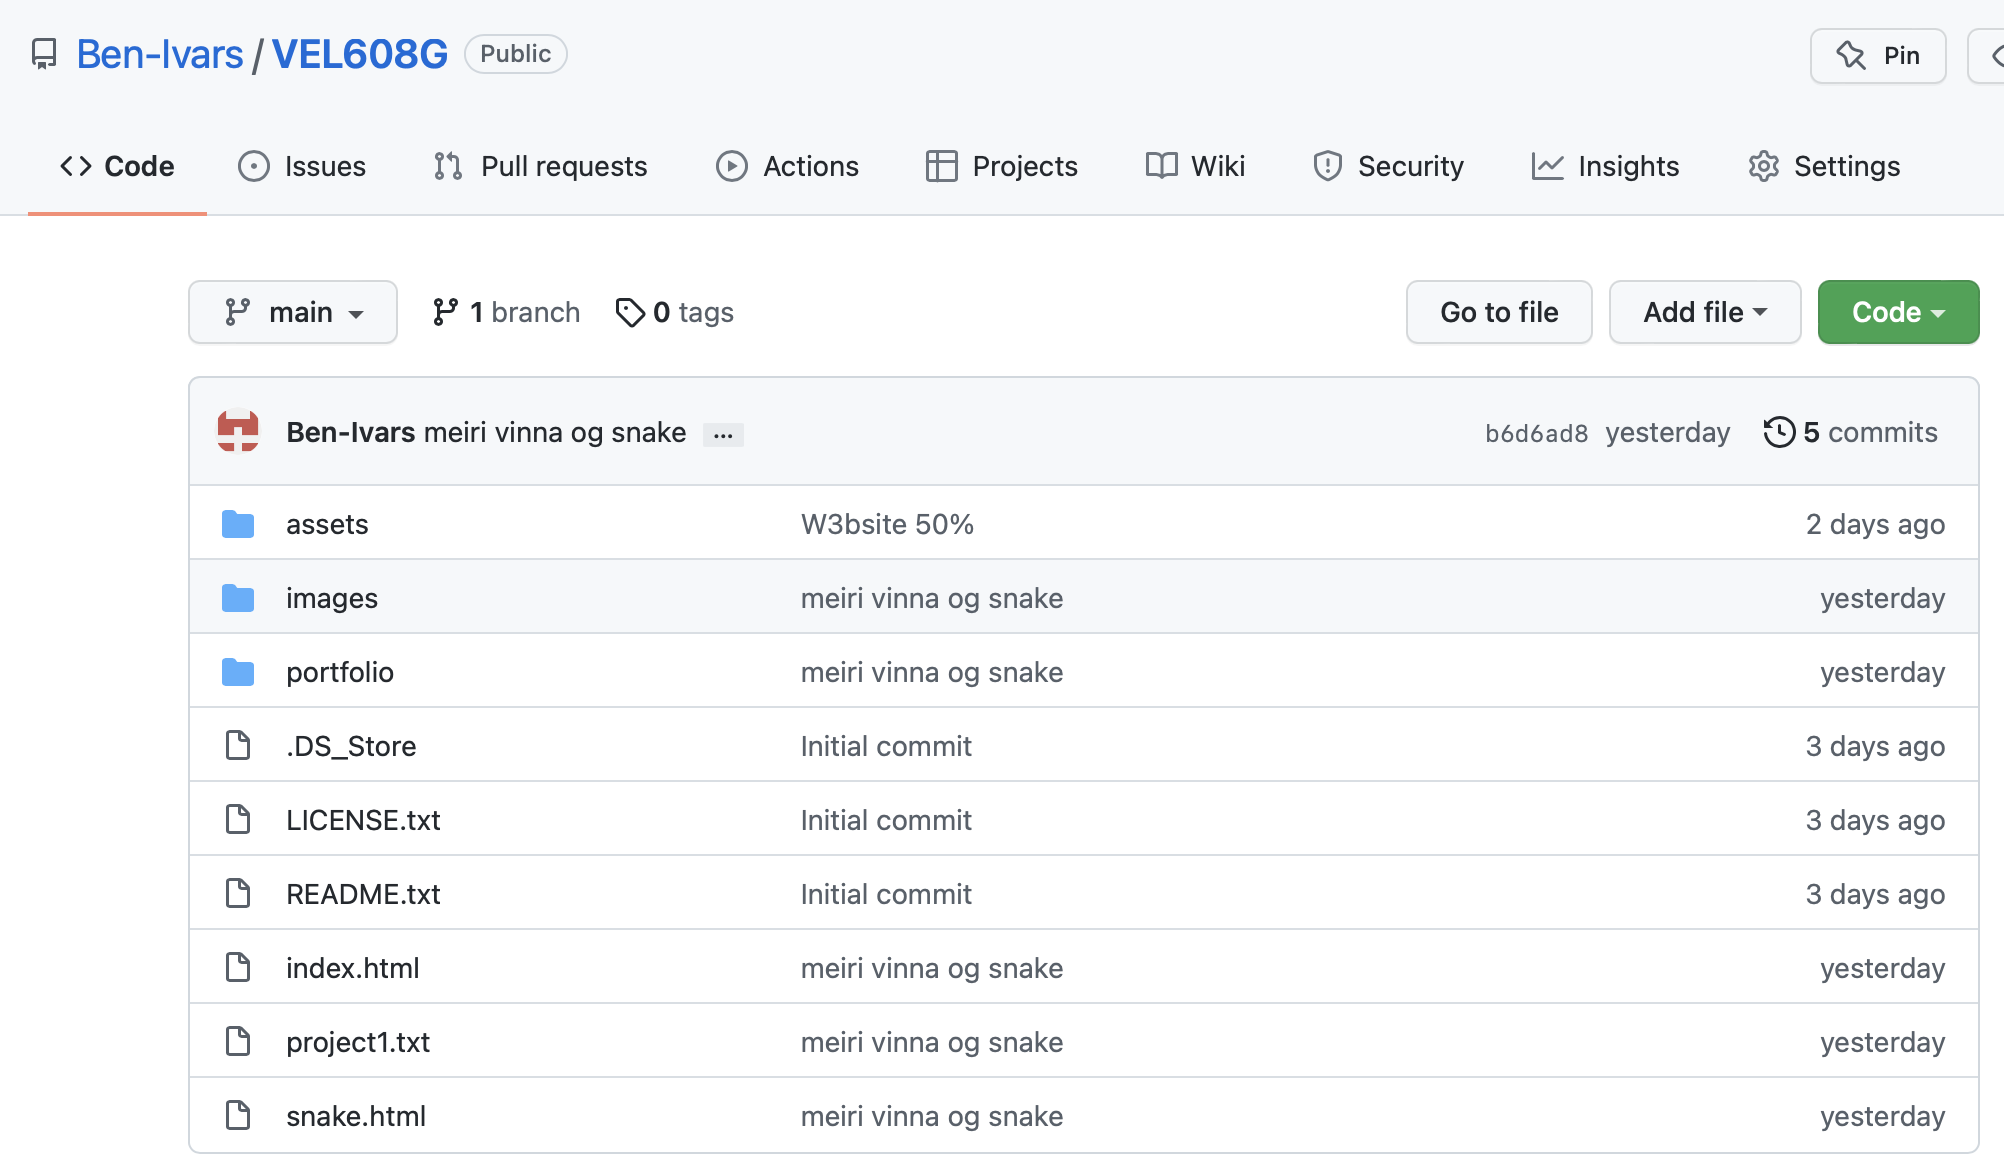 Ben-Ivars / VEL608G Public Pin
Code Issues Pull requests Actions Projects Wiki Security Insights Settings
main 1 branch 0 tags Go to file Add file Code
Ben-Ivars meiri vinna og snake ... b6d6ad8 yesterday 5 commits
assets W3bsite 50% 2 days ago
images meiri vinna og snake yesterday
portfolio meiri vinna og snake yesterday
.DS_Store Initial commit 3 days ago
LICENSE.txt Initial commit 3 days ago
README.txt Initial commit 3 days ago
index.html meiri vinna og snake yesterday
project1.txt meiri vinna og snake yesterday
snake.html meiri vinna og snake yesterday